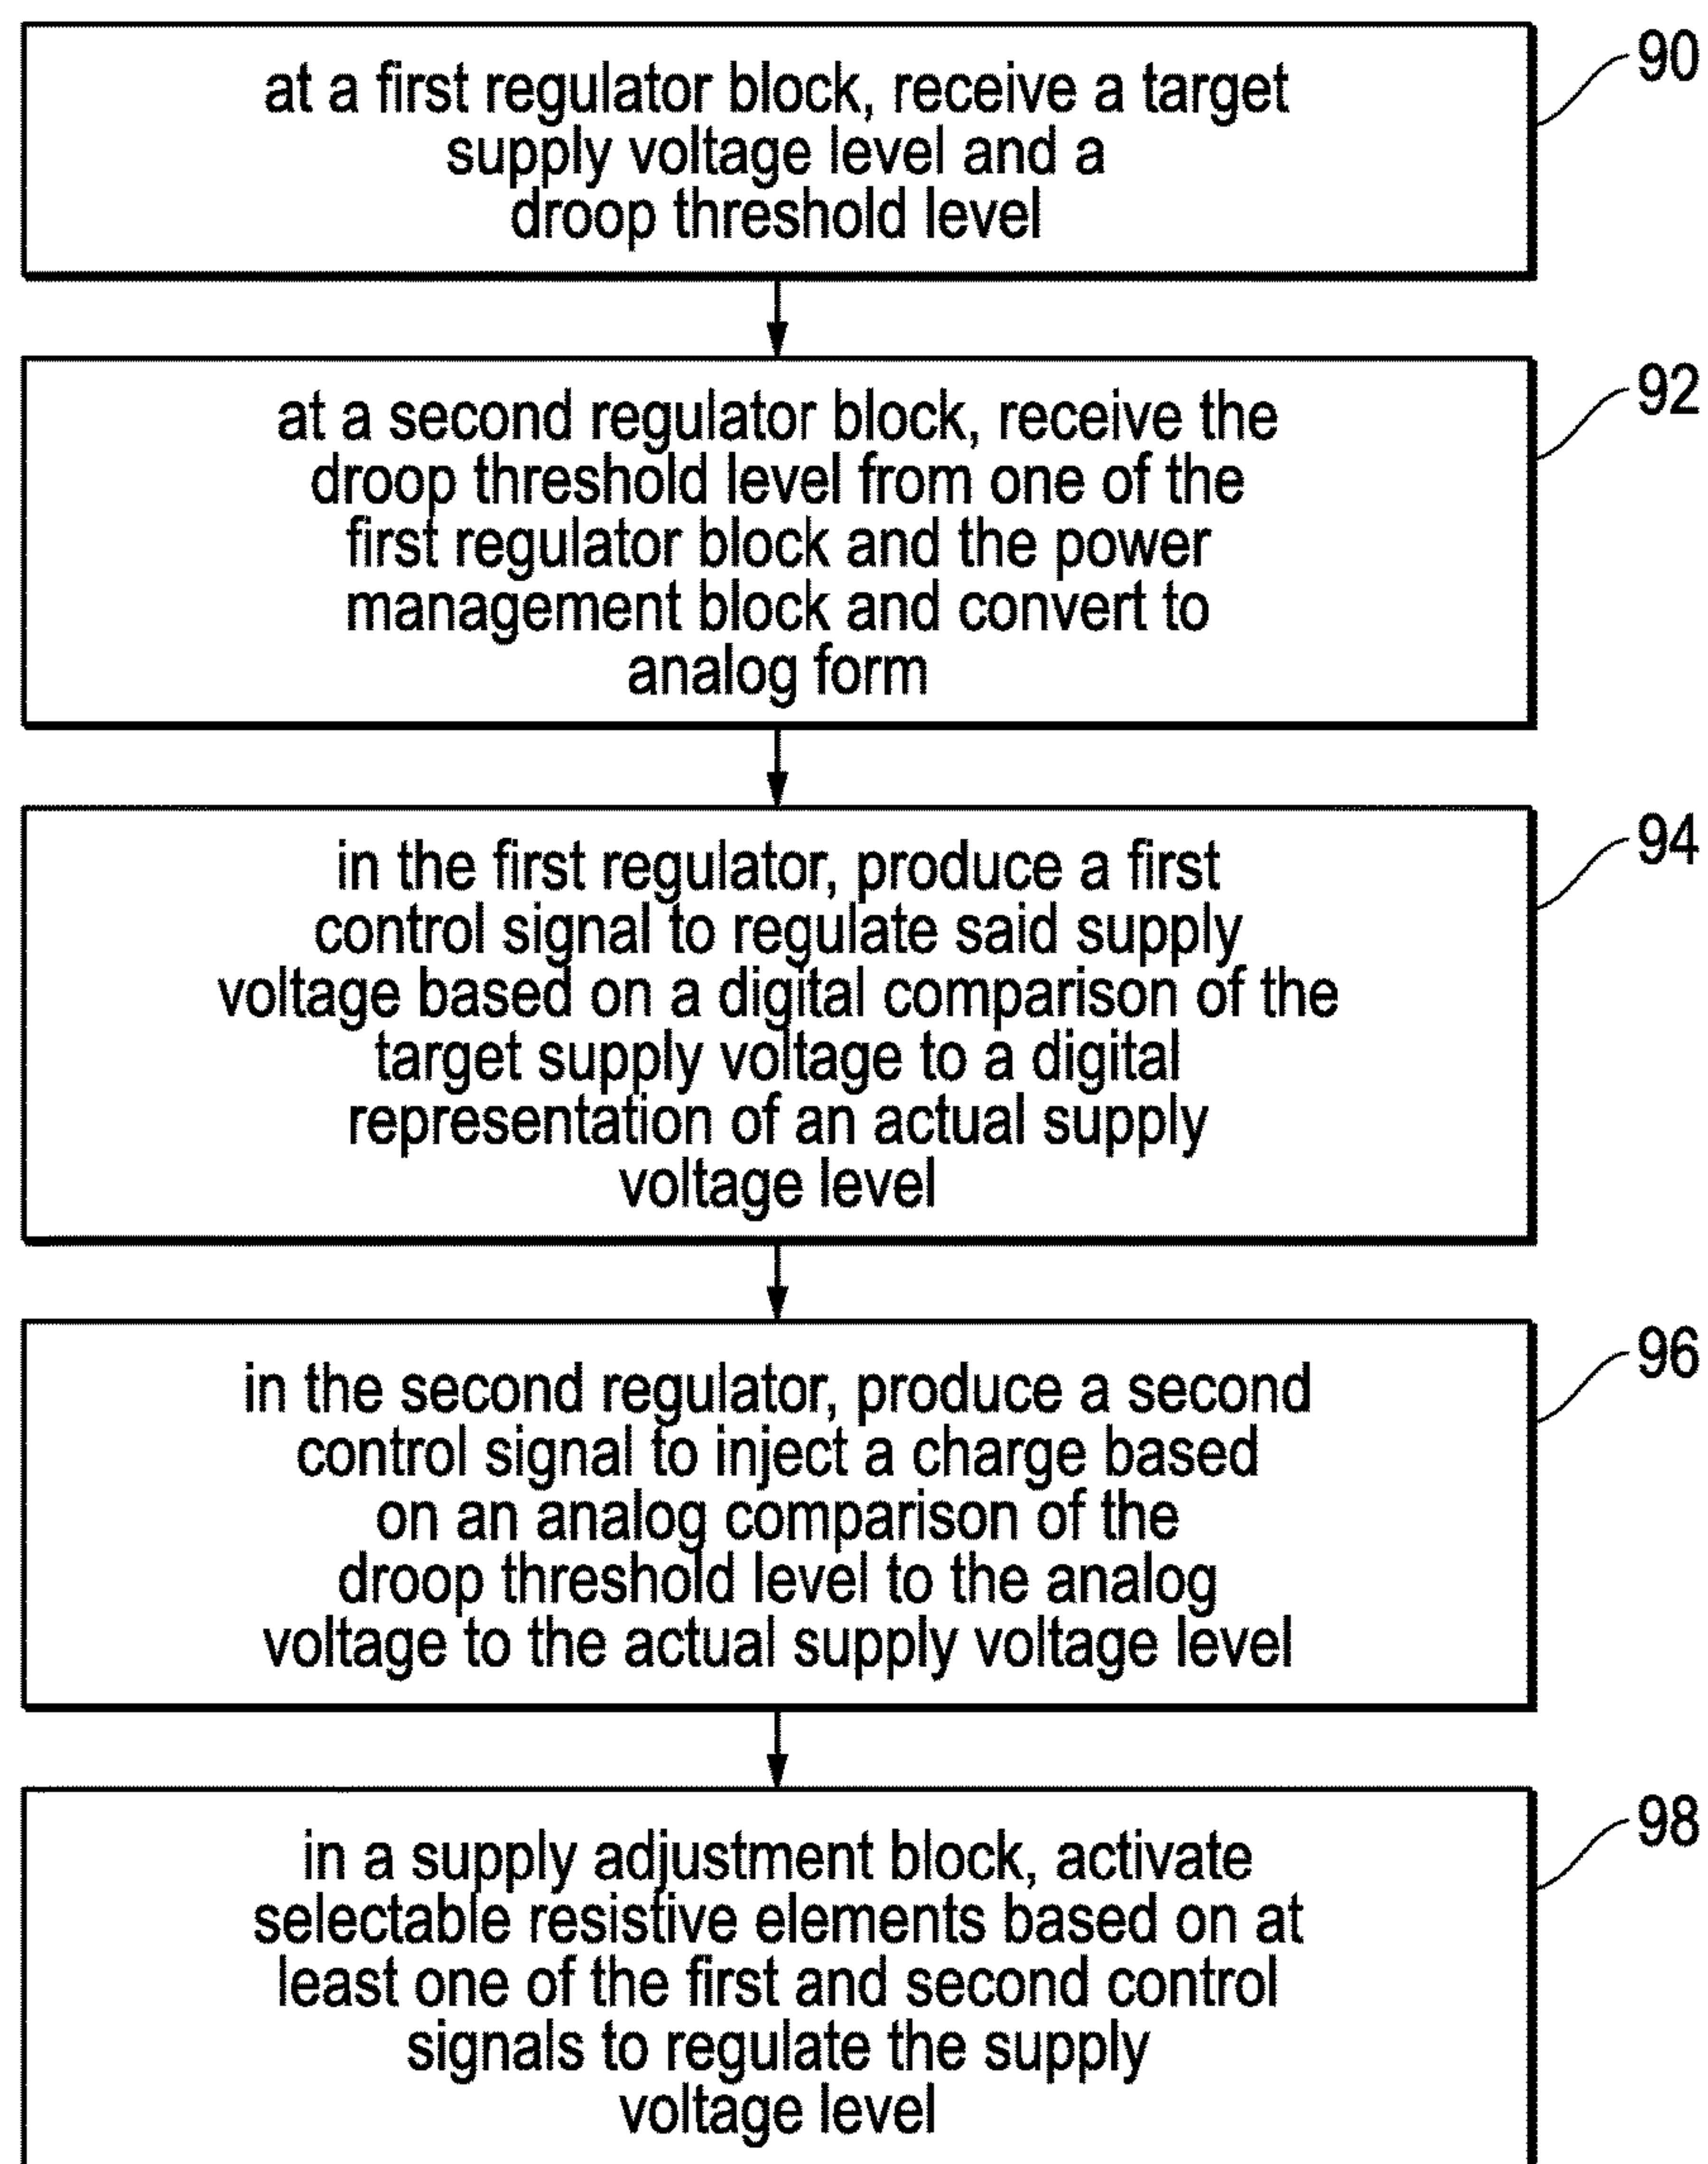 at a first regulator block, receive a target
supply voltage level and a
droop threshold level
90
at a second regulator block, receive the
droop threshold level from one of the
first regulator block and the power
management block and convert to
analog form
92
in the first regulator, produce a first
control signal to regulate said supply
voltage based on a digital comparison of the
target supply voltage to a digital
representation of an actual supply
voltage level
94
in the second regulator, produce a second
control signal to inject a charge based
on an analog comparison of the
droop threshold level to the analog
voltage to the actual supply voltage level
96
in a supply adjustment block, activate
selectable resistive elements based on at
least one of the first and second control
signals to regulate the supply
voltage level
98